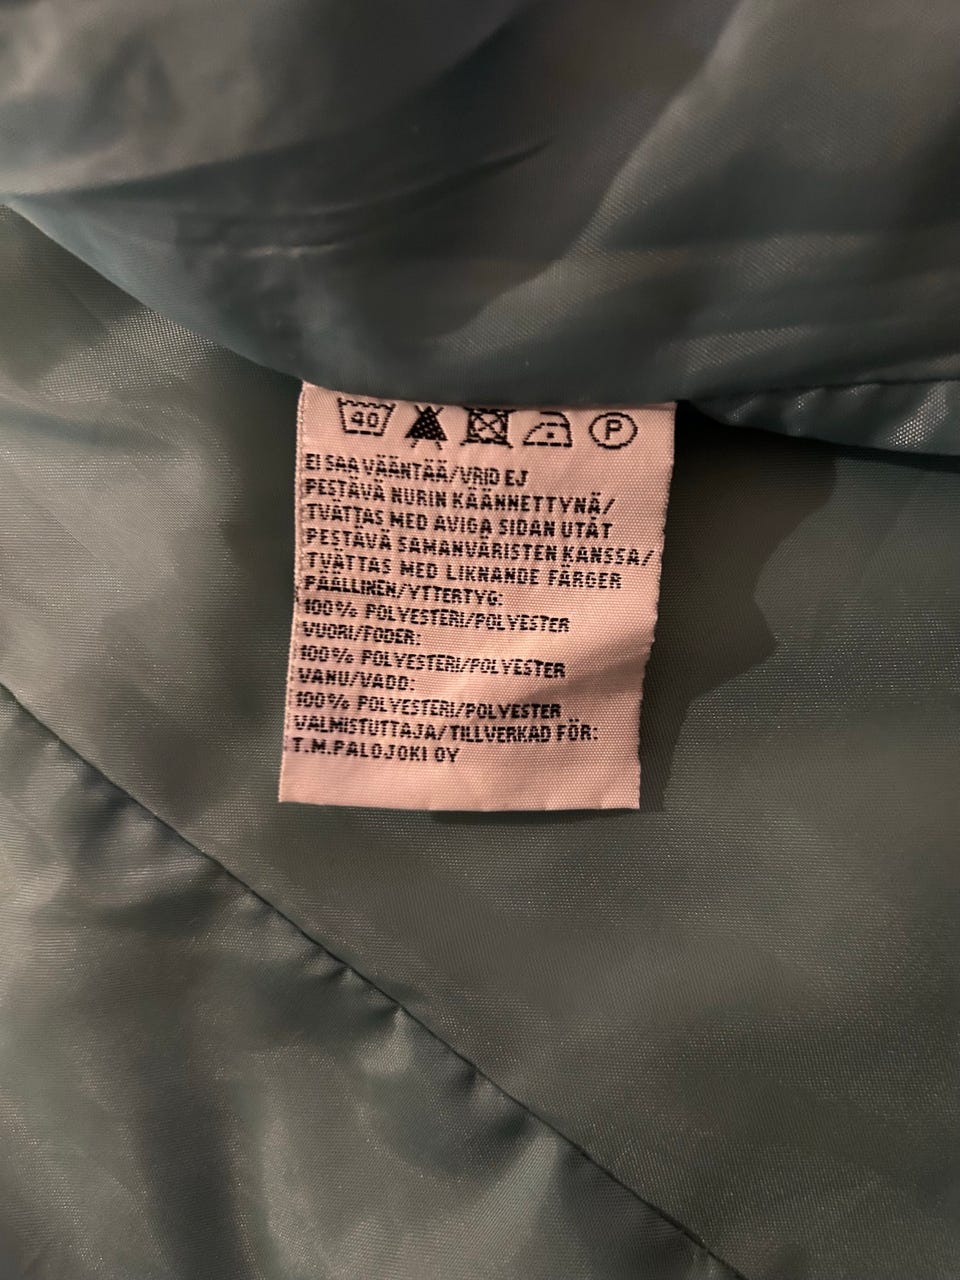 40 P
EI SAA VÄÄNTÄÄ/VRID EJ
PESTÄVÄ NURIN KÄÄNNETTYNÄ/
TVÄTTAS MED AVIGA SIDAN UTÅT
PESTÄVÄ SAMANVÄRISTEN KANSSA/
TVÄTTAS MED LIKNANDE FÄRGER
PÄÄLLINEN/YTTERTYG:
100% POLYESTERI/POLYESTER
VUORI/FODER:
100% POLYESTERI/POLYESTER
VANU/VADD:
100% POLYESTERI/POLYESTER
VALMISTUTTAJA/TILLVERKAD FÖR:
T.M.PALOJOKI OY